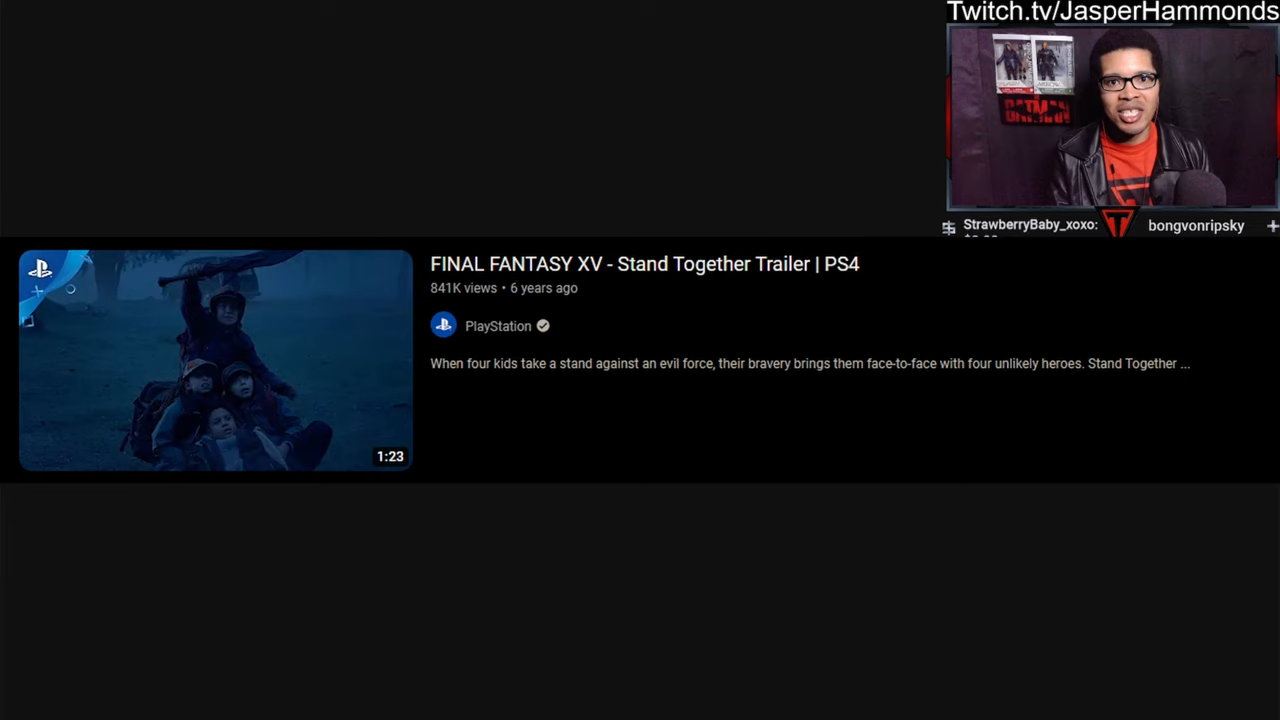 Twitch.tv/JasperHammonds
BATMAN
StrawberryBaby_xoxo:
bongvonripsky
FINAL FANTASY XV - Stand Together Trailer | PS4
841K views • 6 years ago
PlayStation
When four kids take a stand against an evil force, their bravery brings them face-to-face with four unlikely heroes. Stand Together ...
1:23